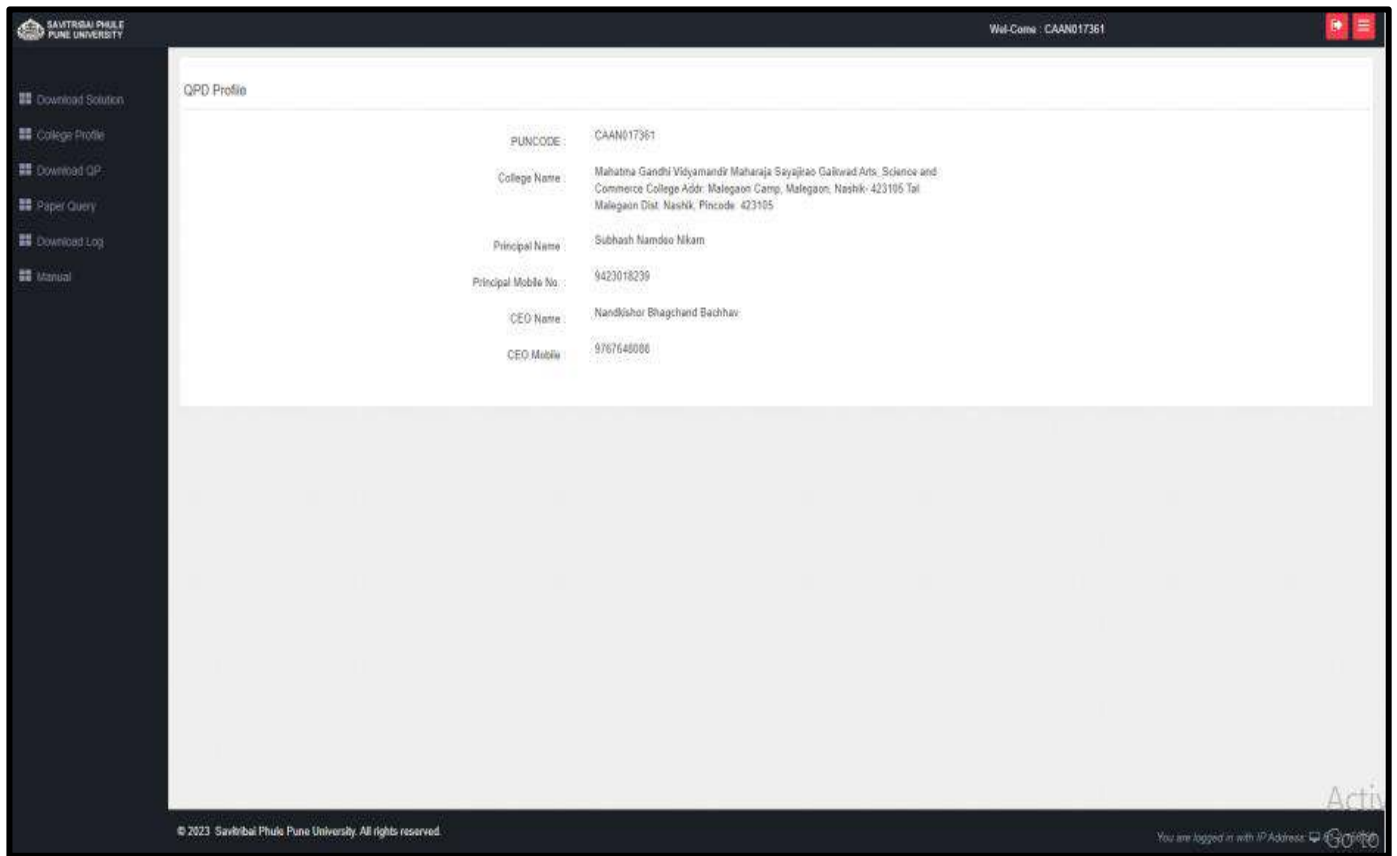 SAVITRIBAI PHULE
PUNE UNIVERSITY
Wel-Come : CAAN017361
Download Solution
College Profile
Download QP
Paper Query
Download Log
Manual
QPD Profile
PUNCODE : CAAN017361
College Name : Mahatma Gandhi Vidyamandir Maharaja Sayajirao Gaikwad Arts, Science and
Commerce College Addr: Malegaon Camp, Malegaon, Nashik- 423105 Tal:
Malegaon Dist: Nashik, Pincode: 423105
Principal Name : Subhash Namdeo Nikam
Principal Mobile No. : 9423018239
CEO Name : Nandkishor Bhagchand Bachhav
CEO Mobile : 9767648088
© 2023 Savitribai Phule Pune University. All rights reserved.
Activ
You are logged in with IP Address:
Go to